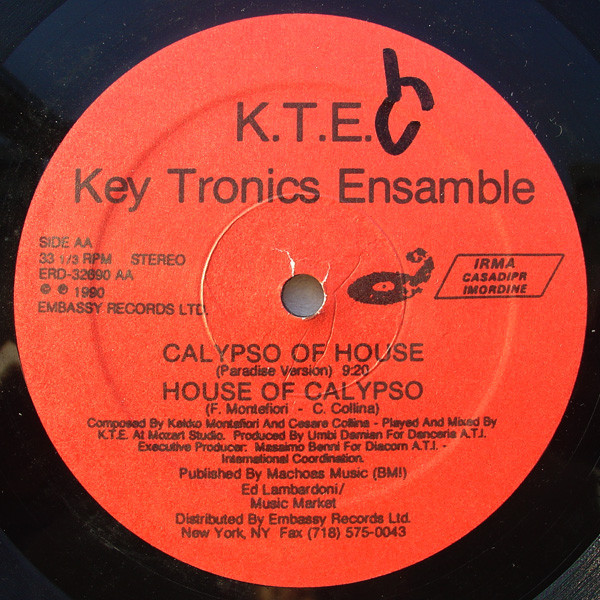 K.T.E.
Key Tronics Ensamble
SIDE AA
33 1/3 RPM STEREO
ERD-32690 AA
© ℗ 1990
EMBASSY RECORDS LTD.
IRMA
CASADIPR
IMORDINE
CALYPSO OF HOUSE
(Paradise Version) 9:20
HOUSE OF CALYPSO
(F. Montefiori - C. Collina)
Composed By Kekko Montefiori And Cesare Collina - Played And Mixed By
K.T.E. At Mozart Studio. Produced By Umbi Damian For Danceria A.T.I.
Executive Producer: Massimo Benni For Diacom A.T.I. -
International Coordination.
Published By Machoas Music (BMI)
Ed Lambardoni/
Music Market
Distributed By Embassy Records Ltd.
New York, NY Fax (718) 575-0043